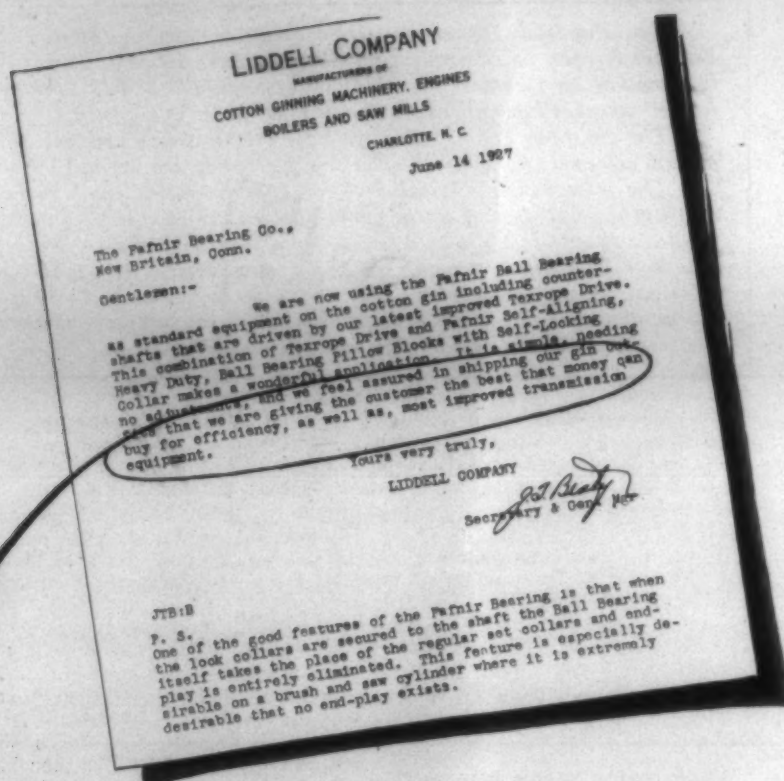 LIDDELL COMPANY
MANUFACTURERS OF
COTTON GINNING MACHINERY, ENGINES
BOILERS AND SAW MILLS
CHARLOTTE, N. C.
June 14 1927
The Fafnir Bearing Co.,
New Britain, Conn.
Gentlemen:-
We are now using the Fafnir Ball Bearing
as standard equipment on the cotton gin including counter-
shafts that are driven by our latest improved Texrope Drive.
This combination of Texrope Drive and Fafnir Self-Aligning,
Heavy Duty, Ball Bearing Pillow Blocks with Self-Locking
Collar makes a wonderful application. It is simple, needing
no adjustments, and we feel assured in shipping our gin out-
fits that we are giving the customer the best that money can
buy for efficiency, as well as, most improved transmission
equipment.
Yours very truly,
LIDDELL COMPANY
J.T. Beaty
Secretary & Gen. Mgr
JTB:B
P. S.
One of the good features of the Fafnir Bearing is that when
the lock collars are secured to the shaft the Ball Bearing
itself takes the place of the regular set collars and end-
play is entirely eliminated. This feature is especially de-
sirable on a brush and saw cylinder where it is extremely
desirable that no end-play exists.